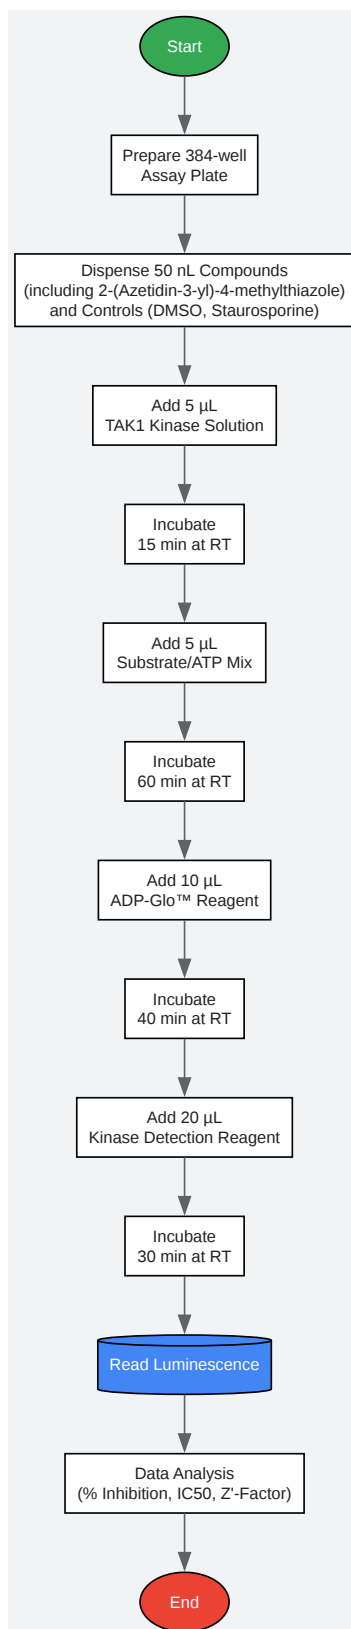 Start
Prepare 384-well
Assay Plate
Dispense 50 nL Compounds
(including 2-(Azetidin-3-yl)-4-methylthiazole)
and Controls (DMSO, Staurosporine)
Add 5 µL
TAK1 Kinase Solution
Incubate
15 min at RT
Add 5 µL
Substrate/ATP Mix
Incubate
60 min at RT
Add 10 µL
ADP-Glo™ Reagent
Incubate
40 min at RT
Add 20 µL
Kinase Detection Reagent
Incubate
30 min at RT
Read Luminescence
Data Analysis
(% Inhibition, IC50, Z'-Factor)
End